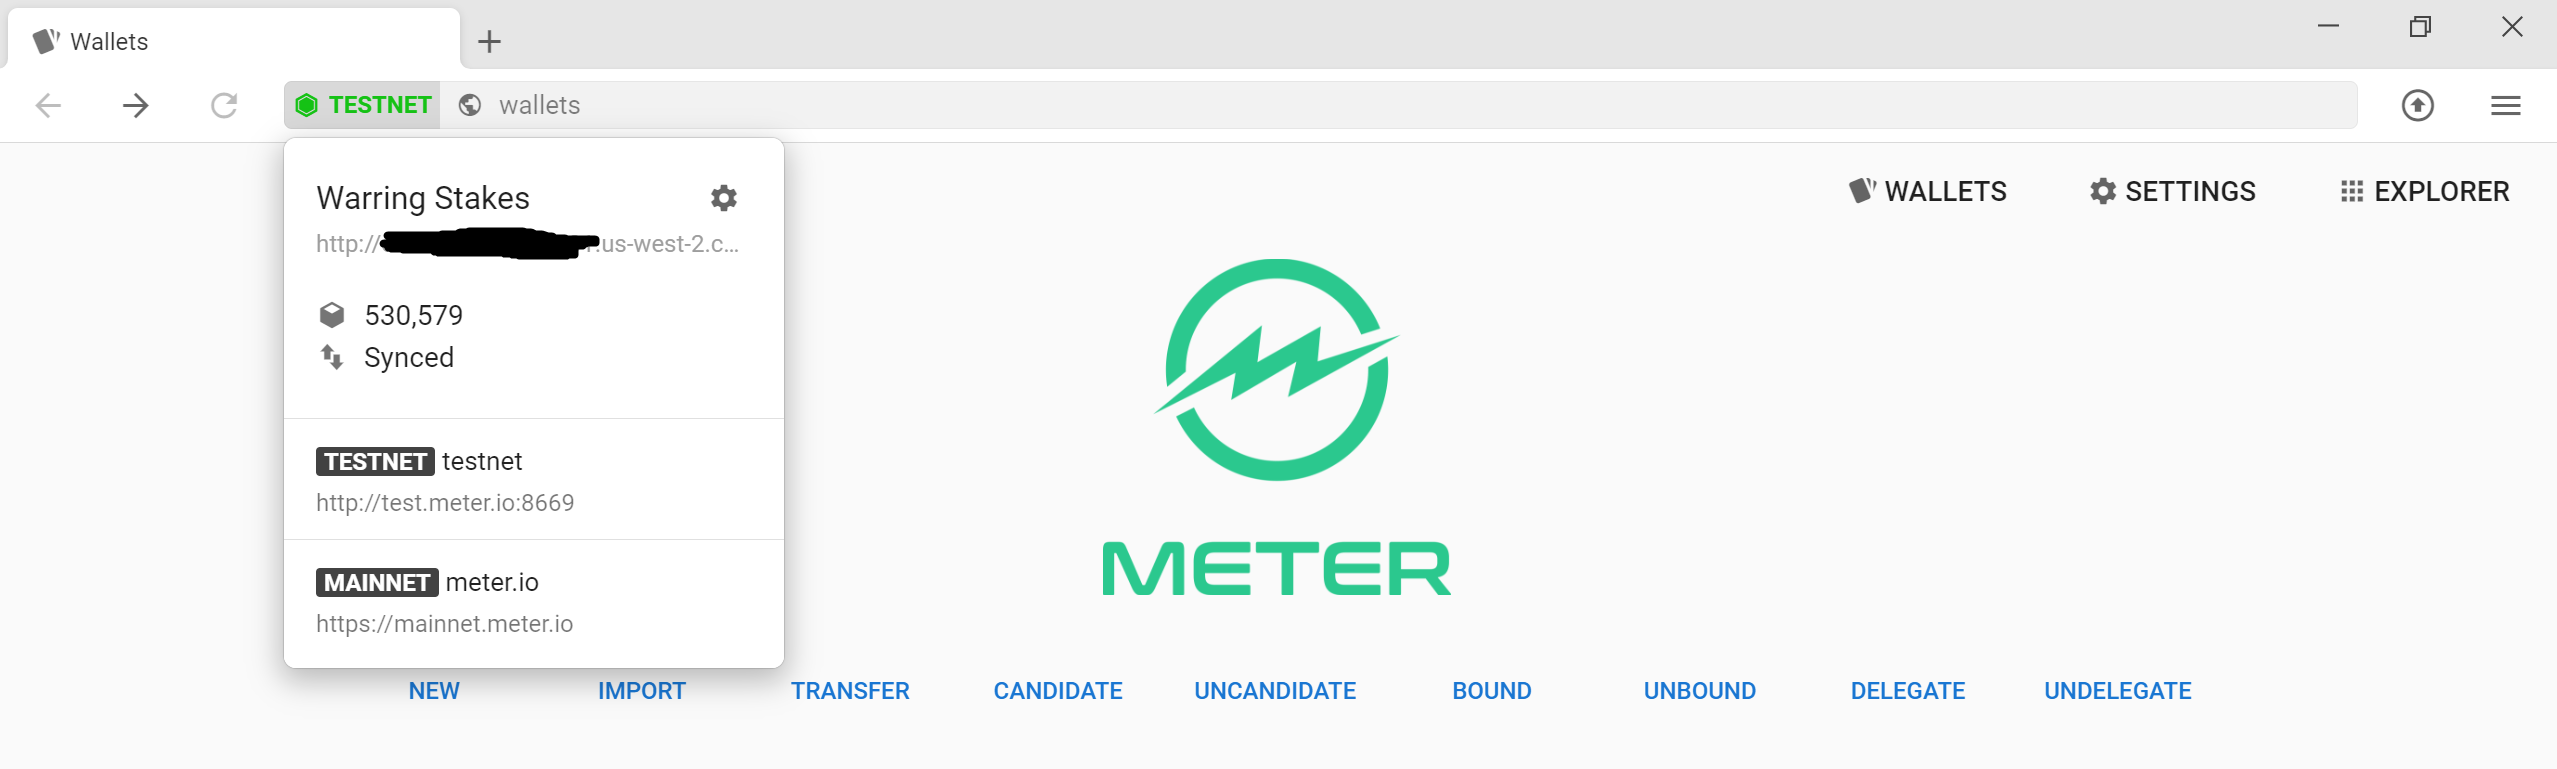 Wallets
TESTNET wallets
Warring Stakes
http:// .us-west-2.c...
530,579
Synced
TESTNET testnet
http://test.meter.io:8669
MAINNET meter.io
https://mainnet.meter.io
WALLETS SETTINGS EXPLORER
METER
NEW IMPORT TRANSFER CANDIDATE UNCANDIDATE BOUND UNBOUND DELEGATE UNDELEGATE